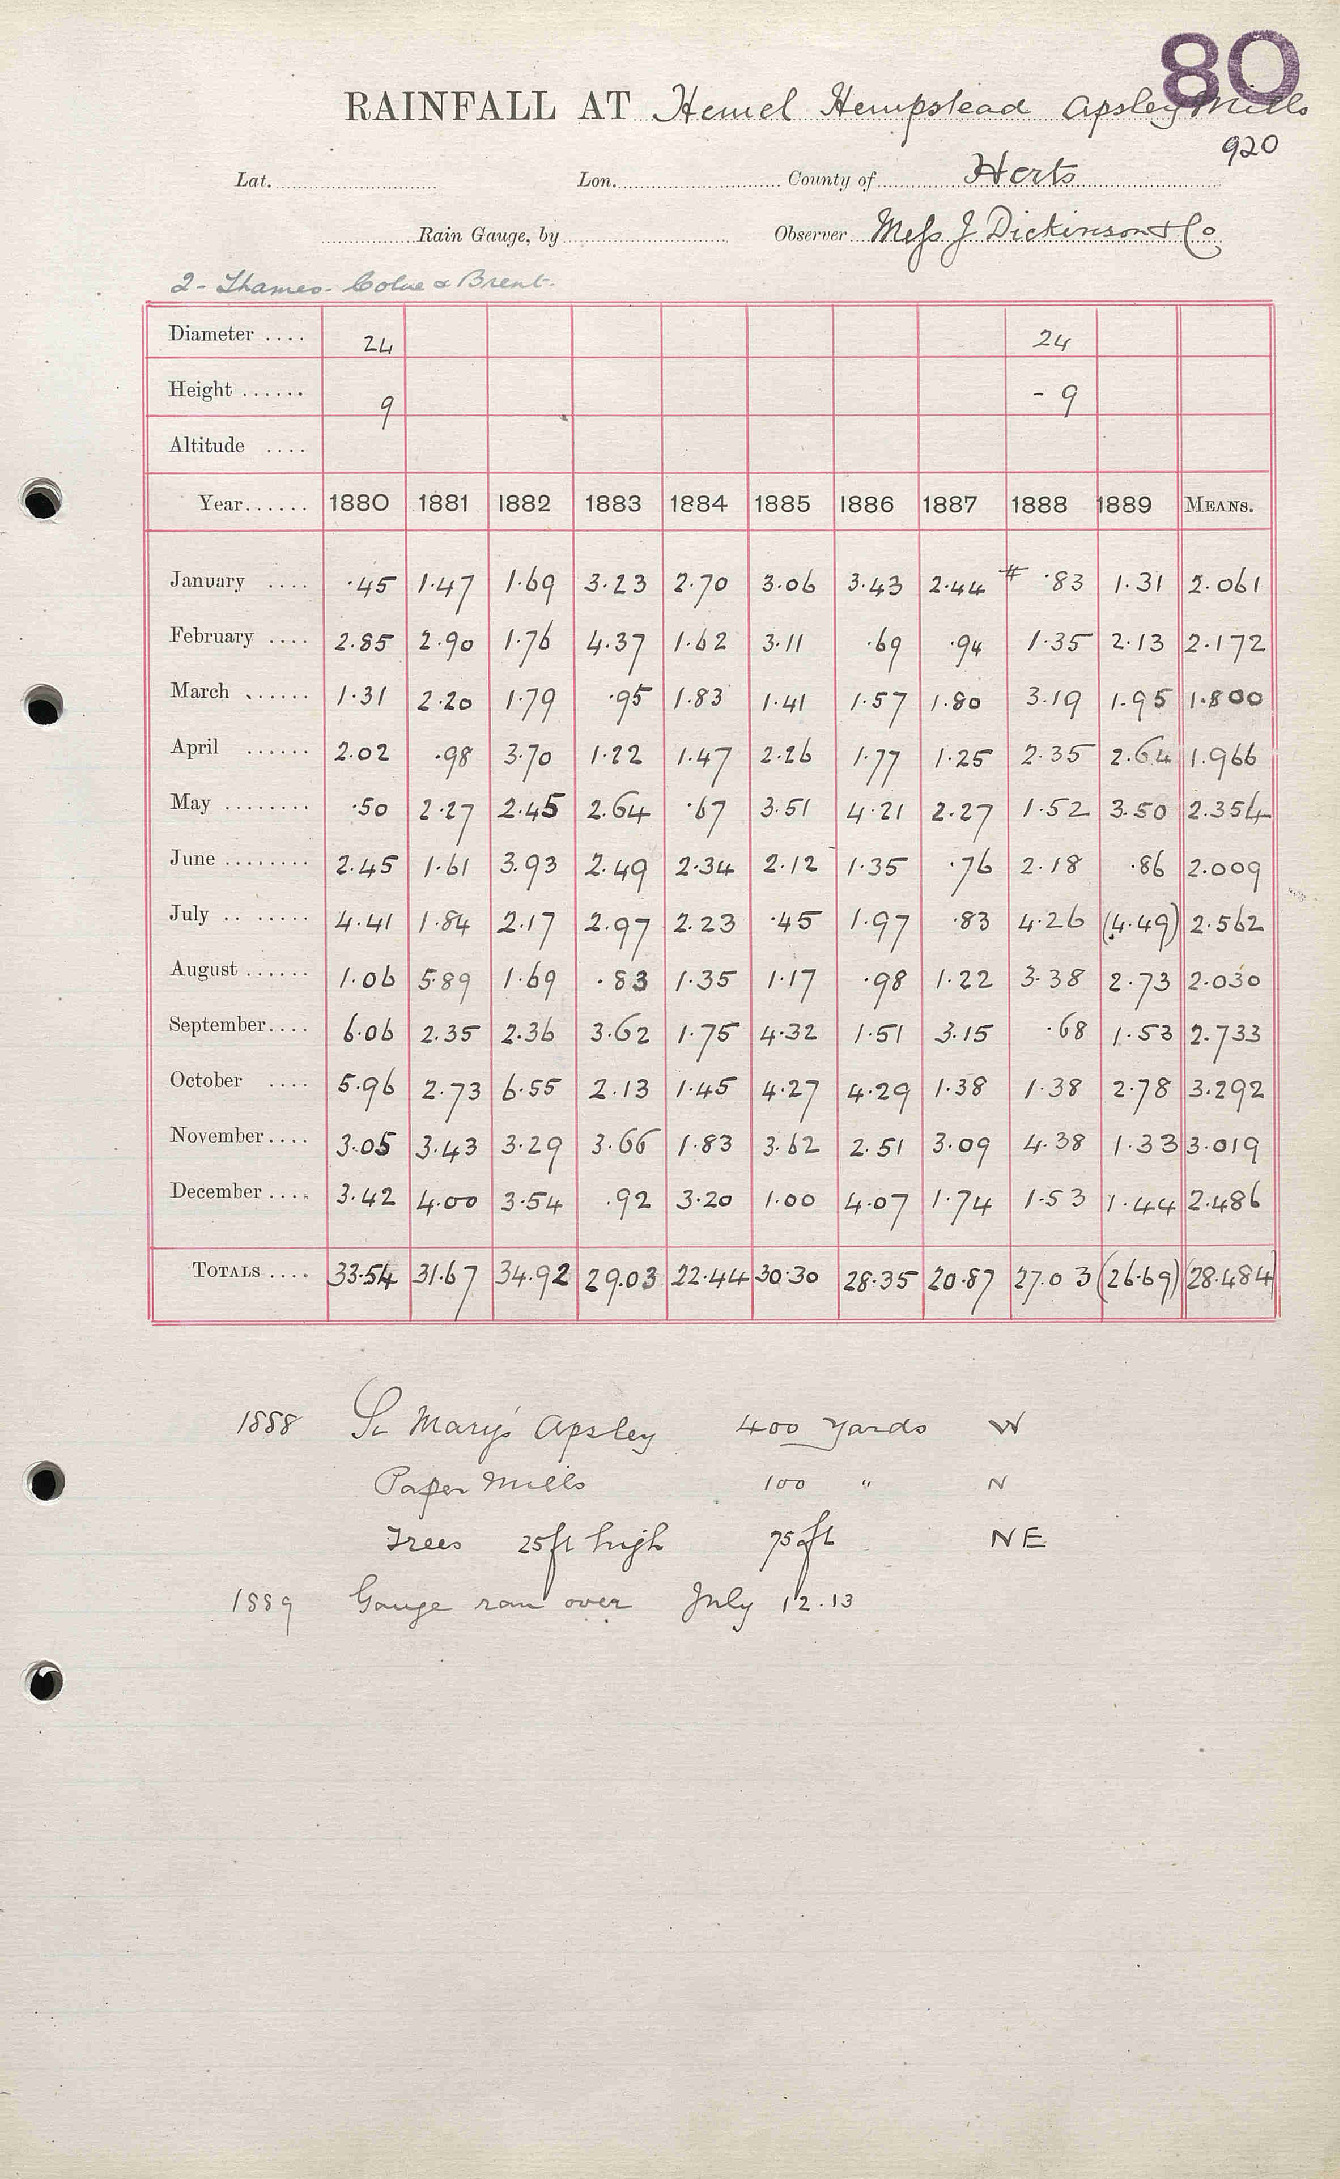 80
RAINFALL AT Hemel Hempstead Apsley Mills
920
Lat. Lon. County of Herts
Rain Gauge, by Observer Mess J Dickinson & Co
2 - Thames - Colne & Brent.
Diameter .... 24 24
Height ...... 9 - 9
Altitude ....
Year...... 1880 1881 1882 1883 1884 1885 1886 1887 1888 1889 MEANS.
January .... ·45 1·47 1·69 3·23 2·70 3·06 3·43 2·44 # ·83 1·31 2·061
February .... 2·85 2·90 1·76 4·37 1·62 3·11 ·69 ·94 1·35 2·13 2·172
March ...... 1·31 2·20 1·79 ·95 1·83 1·41 1·57 1·80 3·19 1·95 1·800
April ...... 2·02 ·98 3·70 1·22 1·47 2·26 1·77 1·25 2·35 2·64 1·966
May ........ ·50 2·27 2·45 2·64 ·67 3·51 4·21 2·27 1·52 3·50 2·354
June ........ 2·45 1·61 3·93 2·49 2·34 2·12 1·35 ·76 2·18 ·86 2·009
July .. ..... 4·41 1·84 2·17 2·97 2·23 ·45 1·97 ·83 4·26 (4·49) 2·562
August ...... 1·06 5·89 1·69 ·83 1·35 1·17 ·98 1·22 3·38 2·73 2·030
September.... 6·06 2·35 2·36 3·62 1·75 4·32 1·51 3·15 ·68 1·53 2·733
October .... 5·96 2·73 6·55 2·13 1·45 4·27 4·29 1·38 1·38 2·78 3·292
November.... 3·05 3·43 3·29 3·66 1·83 3·62 2·51 3·09 4·38 1·33 3·019
December .... 3·42 4·00 3·54 ·92 3·20 1·00 4·07 1·74 1·53 1·44 2·486
TOTALS .... 33·54 31·67 34·92 29·03 22·44 30·30 28·35 20·87 27·03 (26·69) (28·484)
1888 St Mary's Apsley 400 yards W
Paper Mills 100 " N
Trees 25ft high 75ft NE
1889 Gauge ran over July 12.13